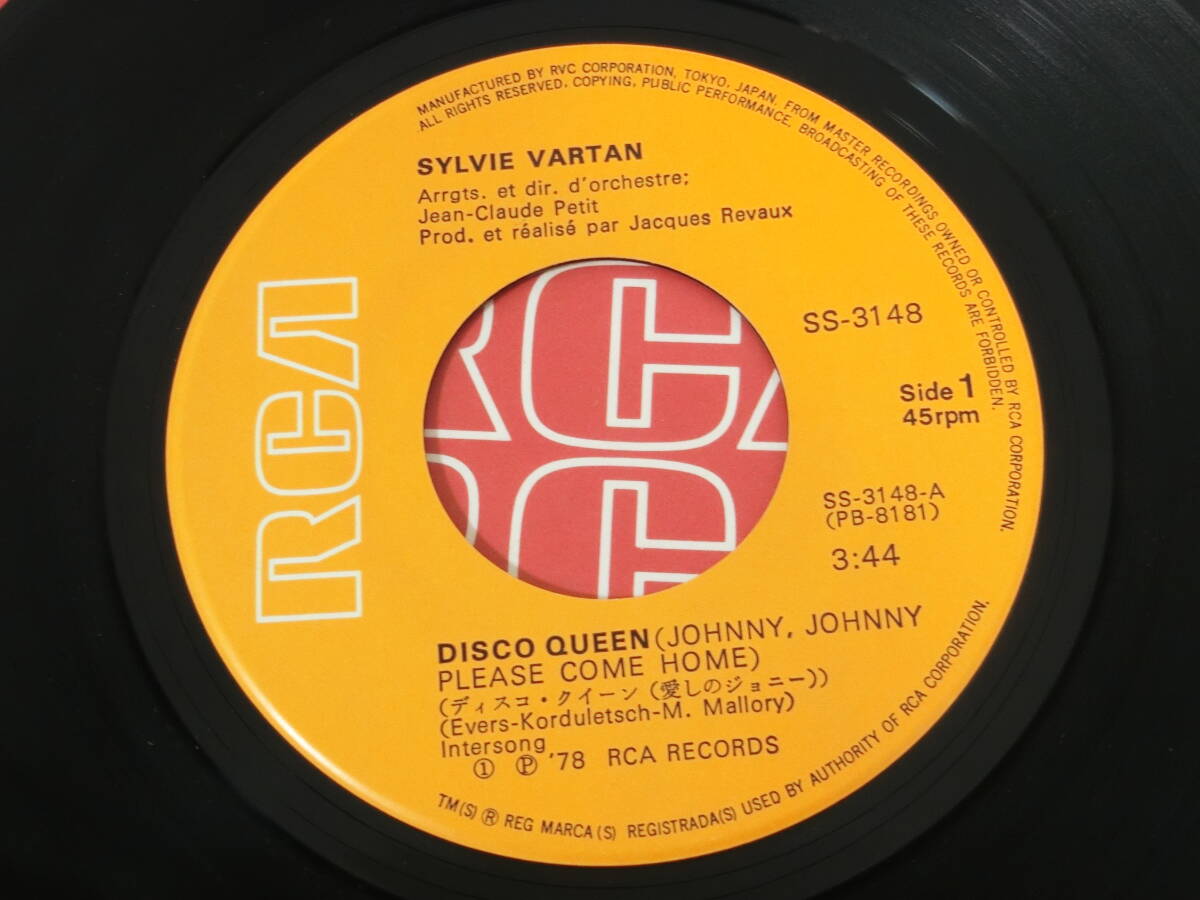 MANUFACTURED BY RVC CORPORATION, TOKYO, JAPAN, FROM MASTER RECORDINGS OWNED OR CONTROLLED BY RCA CORPORATION.
ALL RIGHTS RESERVED. COPYING, PUBLIC PERFORMANCE, BROADCASTING OF THESE RECORDS ARE FORBIDDEN.
SYLVIE VARTAN
Arrgts. et dir. d'orchestre;
Jean-Claude Petit
Prod. et réalisé par Jacques Revaux
RCA
RCA
SS-3148
Side 1
45rpm
SS-3148-A
(PB-8181)
3:44
DISCO QUEEN (JOHNNY, JOHNNY
PLEASE COME HOME)
(ディスコ・クイーン (愛しのジョニー))
(Evers-Korduletsch-M. Mallory)
Intersong
① Ⓟ '78 RCA RECORDS
TM(S) ® REG MARCA(S) REGISTRADA(S) USED BY AUTHORITY OF RCA CORPORATION.